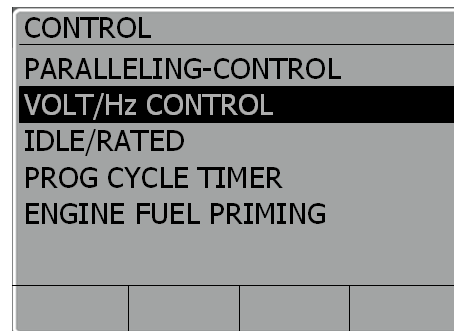 CONTROL
PARALLELING-CONTROL
VOLT/Hz CONTROL
IDLE/RATED
PROG CYCLE TIMER
ENGINE FUEL PRIMING